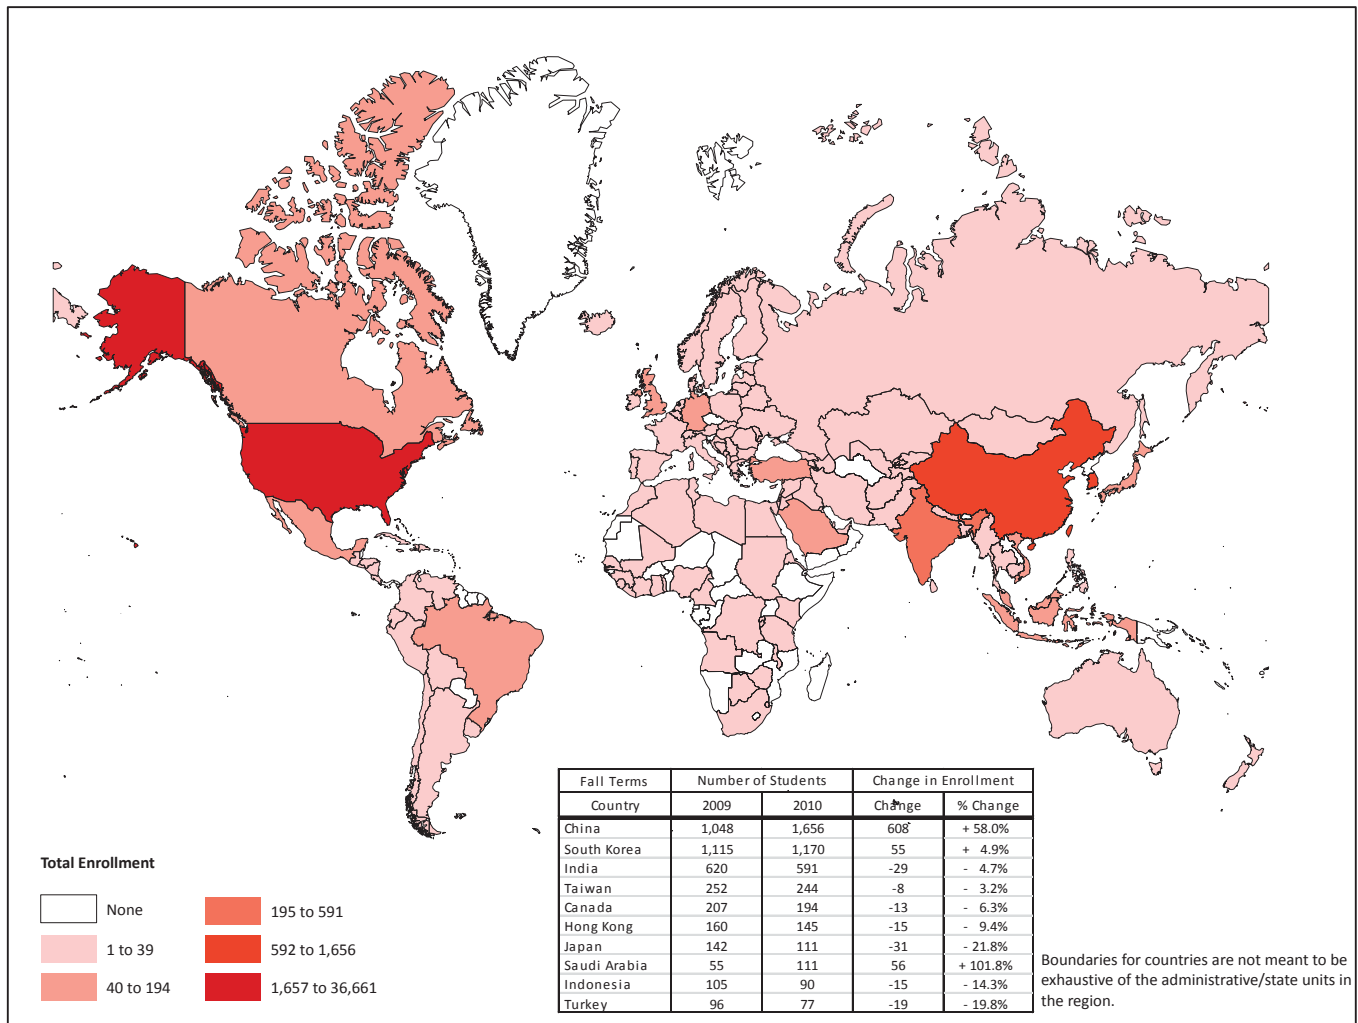 Fall Terms Number of Students Change in Enrollment
Country 2009 2010 Change % Change
China 1,048 1,656 608 + 58.0%
South Korea 1,115 1,170 55 + 4.9%
India 620 591 -29 - 4.7%
Taiwan 252 244 -8 - 3.2%
Canada 207 194 -13 - 6.3%
Hong Kong 160 145 -15 - 9.4%
Japan 142 111 -31 - 21.8%
Saudi Arabia 55 111 56 + 101.8%
Indonesia 105 90 -15 - 14.3%
Turkey 96 77 -19 - 19.8%
Total Enrollment
None
1 to 39
40 to 194
195 to 591
592 to 1,656
1,657 to 36,661
Boundaries for countries are not meant to be
exhaustive of the administrative/state units in
the region.